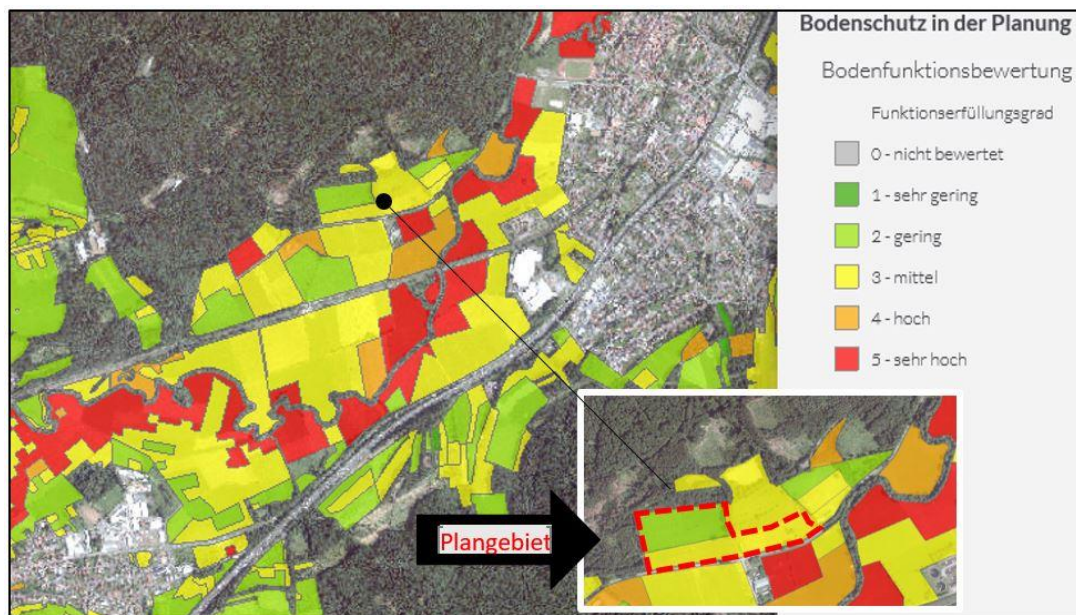 Bodenschutz in der Planung
Bodenfunktionsbewertung
Funktionserfüllungsgrad
0 - nicht bewertet
1 - sehr gering
2 - gering
3 - mittel
4 - hoch
5 - sehr hoch
Plangebiet